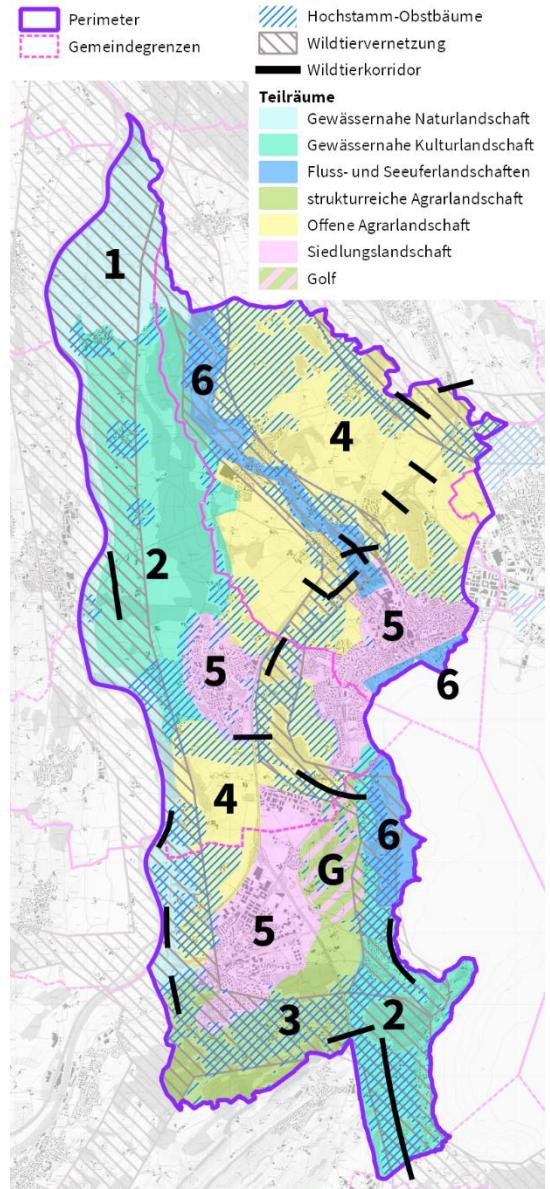 Perimeter
Gemeindegrenzen
Hochstamm-Obstbäume
Wildtiervernetzung
Wildtierkorridor
Teilräume
Gewässernahe Naturlandschaft
Gewässernahe Kulturlandschaft
Fluss- und Seeuferlandschaften
strukturreiche Agrarlandschaft
Offene Agrarlandschaft
Siedlungslandschaft
Golf
1
6
4
2
5
5
6
4
6
G
5
3
2